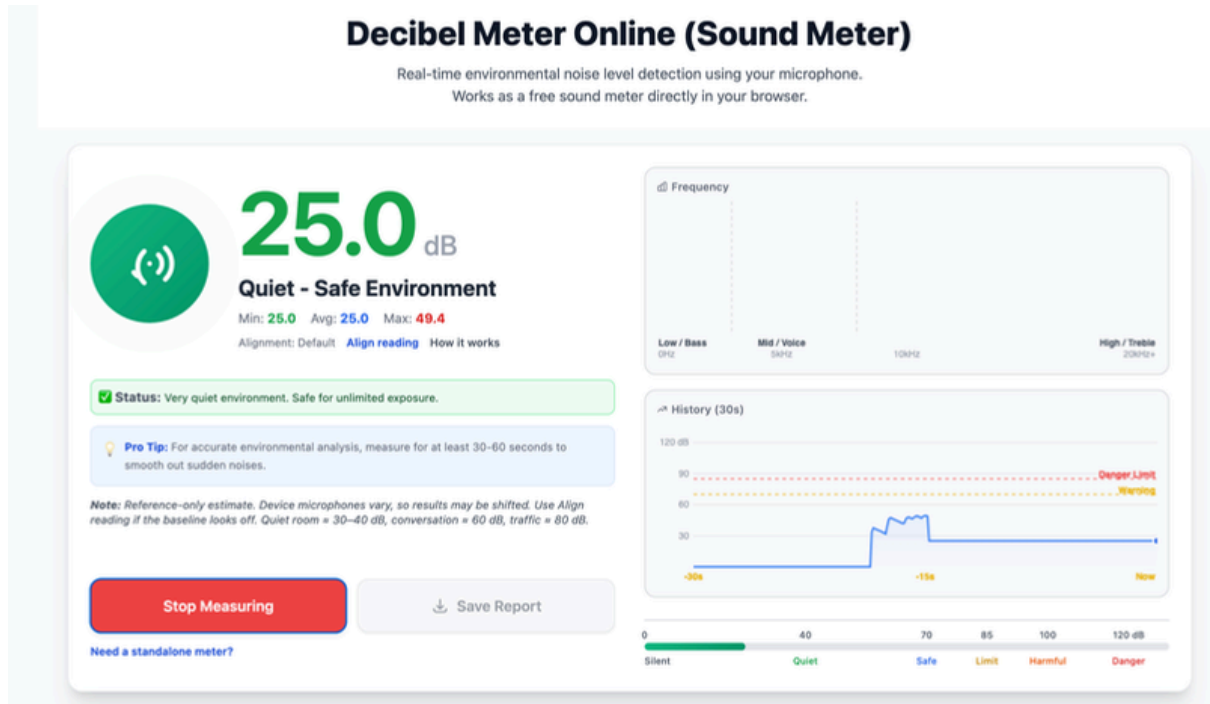 Decibel Meter Online (Sound Meter)
Real-time environmental noise level detection using your microphone.
Works as a free sound meter directly in your browser.
25.0 dB
Quiet - Safe Environment
Min: 25.0 Avg: 25.0 Max: 49.4
Alignment: Default Align reading How it works
✅ Status: Very quiet environment. Safe for unlimited exposure.
💡 Pro Tip: For accurate environmental analysis, measure for at least 30-60 seconds to
smooth out sudden noises.
Note: Reference-only estimate. Device microphones vary, so results may be shifted. Use Align
reading if the baseline looks off. Quiet room = 30–40 dB, conversation = 60 dB, traffic = 80 dB.
Stop Measuring
Save Report
Need a standalone meter?
Frequency
Low / Bass Mid / Voice High / Treble
0Hz 5kHz 10kHz 20kHz+
History (30s)
120 dB
90
Danger Limit
Warning
60
30
-30s -15s Now
0 40 70 85 100 120 dB
Silent Quiet Safe Limit Harmful Danger